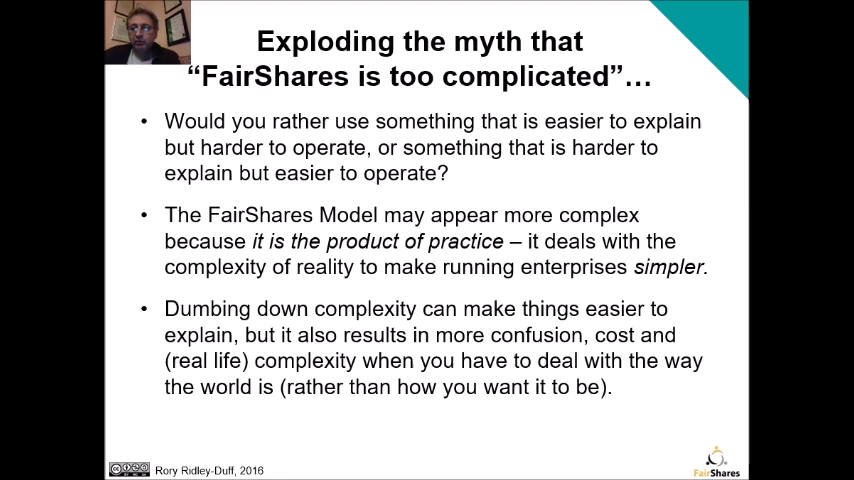 Exploding the myth that
“FairShares is too complicated”…
• Would you rather use something that is easier to explain
but harder to operate, or something that is harder to
explain but easier to operate?
• The FairShares Model may appear more complex
because it is the product of practice – it deals with the
complexity of reality to make running enterprises simpler.
• Dumbing down complexity can make things easier to
explain, but it also results in more confusion, cost and
(real life) complexity when you have to deal with the way
the world is (rather than how you want it to be).
Rory Ridley-Duff, 2016
FairShares